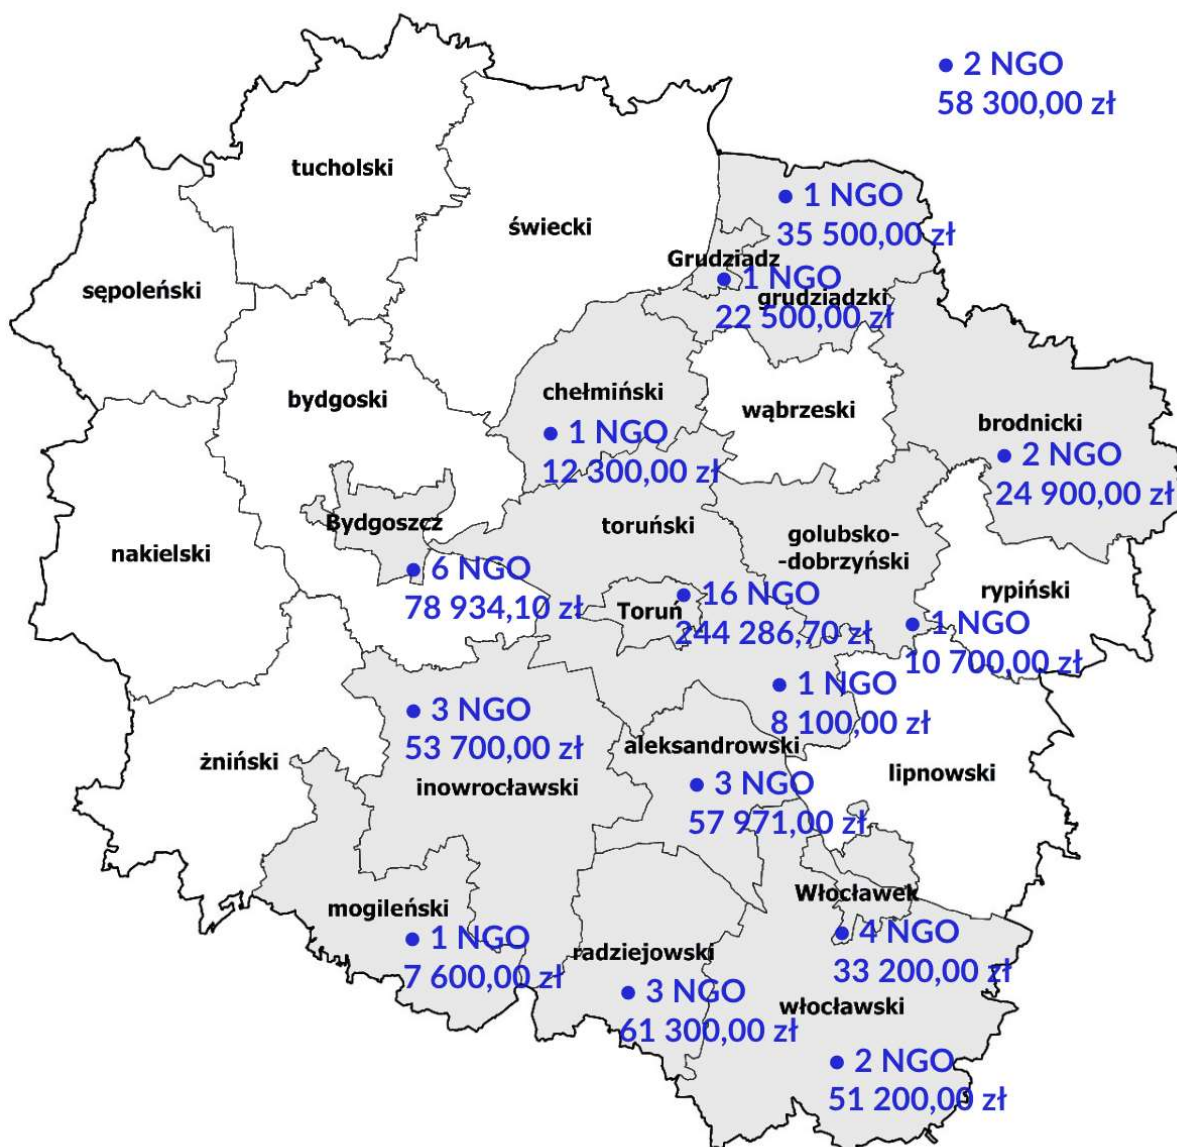 • 2 NGO
58 300,00 zł
tucholski
• 1 NGO
35 500,00 zł
świecki
Grudziądz
sępoleński
• 1 NGO
grudziądzki
22 500,00 zł
chełmiński
bydgoski
wąbrzeski
brodnicki
• 1 NGO
12 300,00 zł
• 2 NGO
24 900,00 zł
Bydgoszcz
toruński
golubsko-
-dobrzyński
nakielski
• 6 NGO
78 934,10 zł
rypiński
• 16 NGO
Toruń
244 286,70 zł
• 1 NGO
10 700,00 zł
• 1 NGO
8 100,00 zł
• 3 NGO
53 700,00 zł
aleksandrowski
żniński
lipnowski
inowrocławski
• 3 NGO
57 971,00 zł
Włocławek
mogileński
• 4 NGO
33 200,00 zł
• 1 NGO
7 600,00 zł
radziejowski
• 3 NGO
61 300,00 zł
włocławski
• 2 NGO
51 200,00 zł